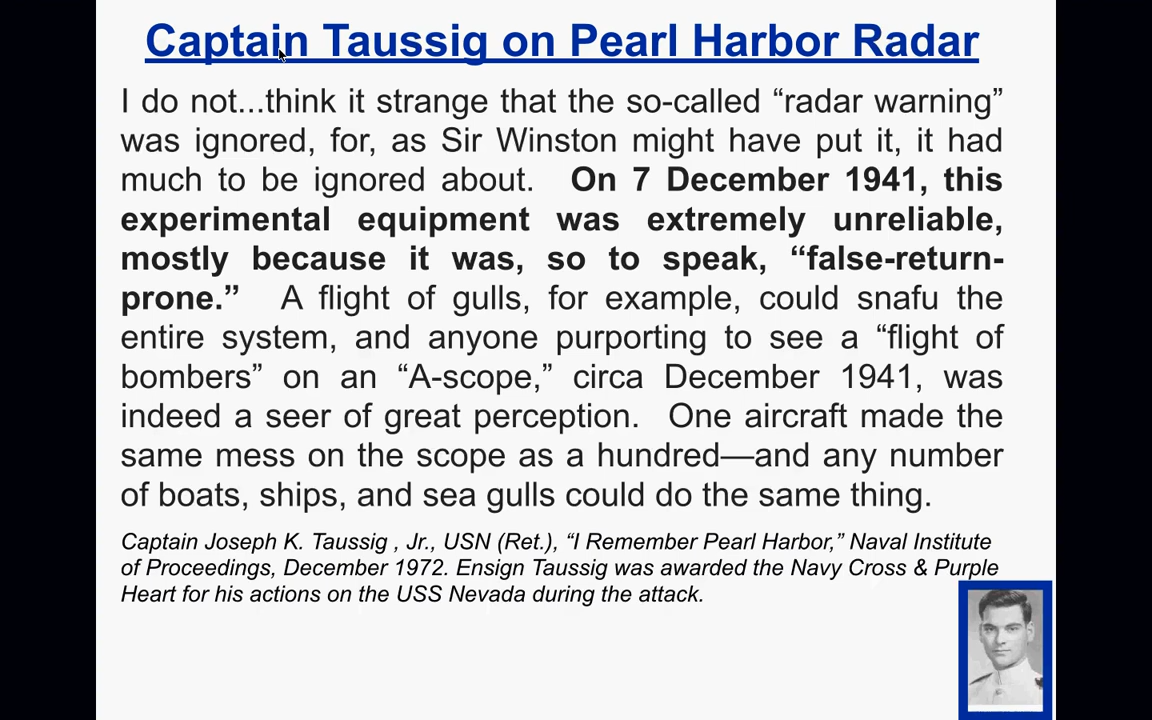 Captain Taussig on Pearl Harbor Radar
I do not...think it strange that the so-called “radar warning”
was ignored, for, as Sir Winston might have put it, it had
much to be ignored about. On 7 December 1941, this
experimental equipment was extremely unreliable,
mostly because it was, so to speak, “false-return-
prone.” A flight of gulls, for example, could snafu the
entire system, and anyone purporting to see a “flight of
bombers” on an “A-scope,” circa December 1941, was
indeed a seer of great perception. One aircraft made the
same mess on the scope as a hundred—and any number
of boats, ships, and sea gulls could do the same thing.
Captain Joseph K. Taussig , Jr., USN (Ret.), “I Remember Pearl Harbor,” Naval Institute
of Proceedings, December 1972. Ensign Taussig was awarded the Navy Cross & Purple
Heart for his actions on the USS Nevada during the attack.